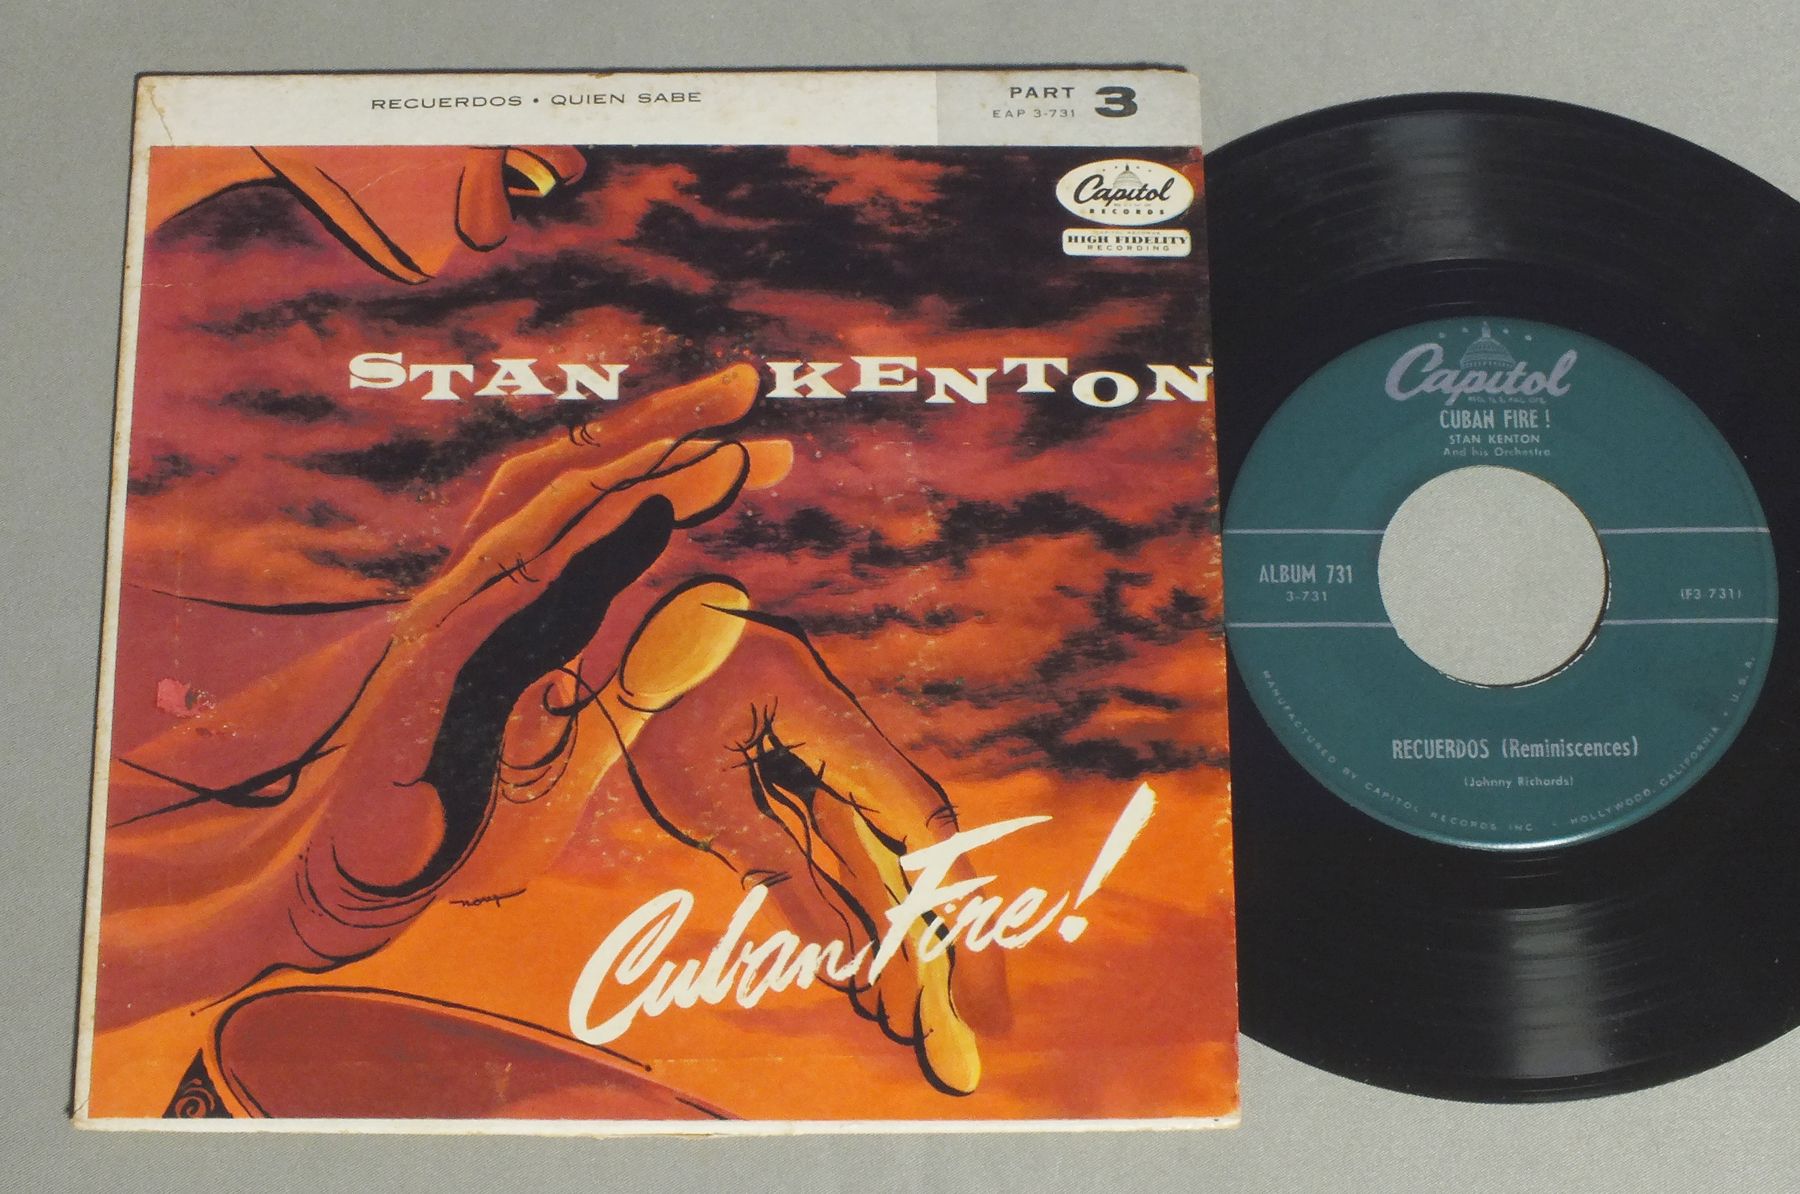 RECUERDOS • QUIEN SABE
PART 3
EAP 3-731
Capitol
RECORDS
HIGH FIDELITY
RECORDING
STAN KENTON
Cuban Fire!
Capitol
CUBAN FIRE !
STAN KENTON
And his Orchestra
ALBUM 731
3-731
(F3 731)
RECUERDOS (Reminiscences)
(Johnny Richards)
MANUFACTURED BY CAPITOL RECORDS INC • HOLLYWOOD, CALIFORNIA • U.S.A.